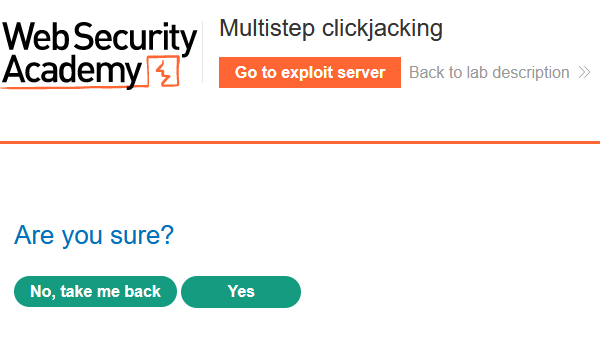 Web Security
Academy
Multistep clickjacking
Go to exploit server
Back to lab description
Are you sure?
No, take me back
Yes